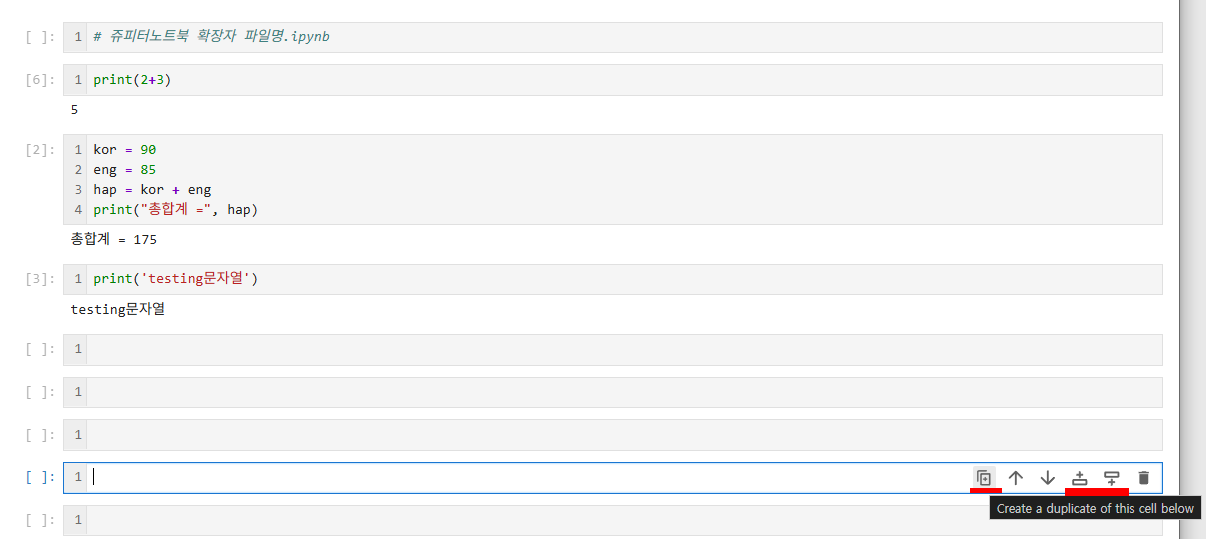 [ ]: 1 # 쥬피터노트북 확장자 파일명.ipynb
[6]: 1 print(2+3)
5
[2]: 1 kor = 90
2 eng = 85
3 hap = kor + eng
4 print("총합계 =", hap)
총합계 = 175
[3]: 1 print('testing문자열')
testing문자열
[ ]: 1
[ ]: 1
[ ]: 1
[ ]: 1
Create a duplicate of this cell below
[ ]: 1